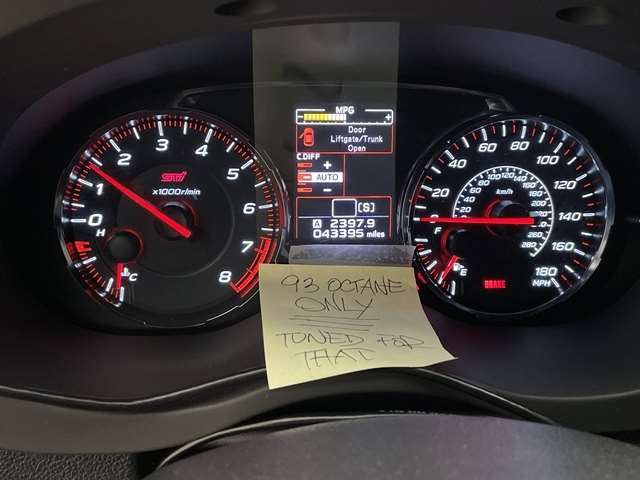 MPG
- +
Door
Liftgate/Trunk
Open
C.DIFF
+
AUTO
-
[S]
A 2397.9
043395 miles
STI
x1000r/min
0 1 2 3 4 5 6 7 8
H
C
0 20 40 60 80 100 120 140 160 180
MPH
km/h
F
E
BRAKE
93 OCTANE
ONLY
TUNED FOR
THAT